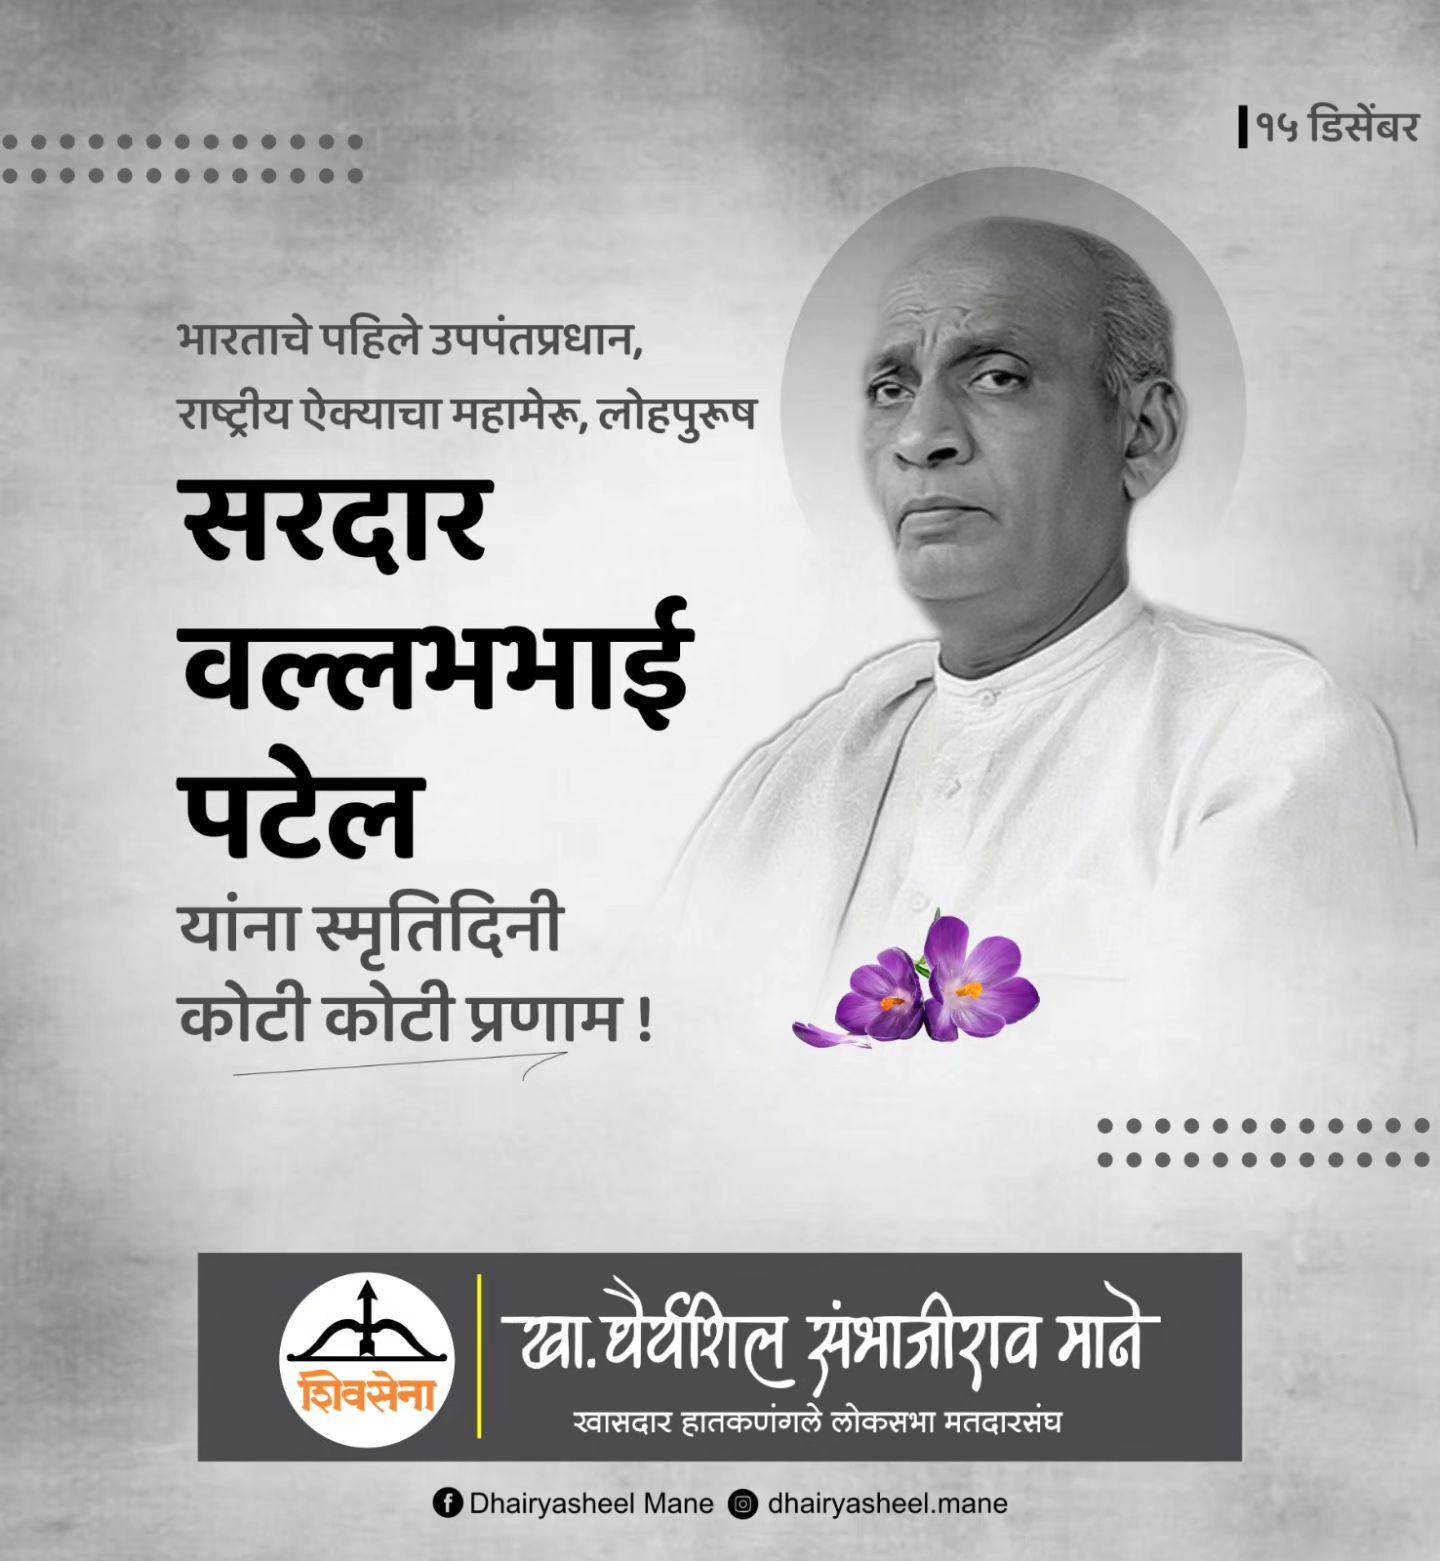 १५ डिसेंबर
भारताचे पहिले उपपंतप्रधान,
राष्ट्रीय ऐक्याचा महामेरू, लोहपुरूष
सरदार
वल्लभभाई
पटेल
यांना स्मृतिदिनी
कोटी कोटी प्रणाम !
शिवसेना
खा. धैर्यशिल संभाजीराव माने
खासदार हातकणंगले लोकसभा मतदारसंघ
Dhairyasheel Mane dhairyasheel.mane